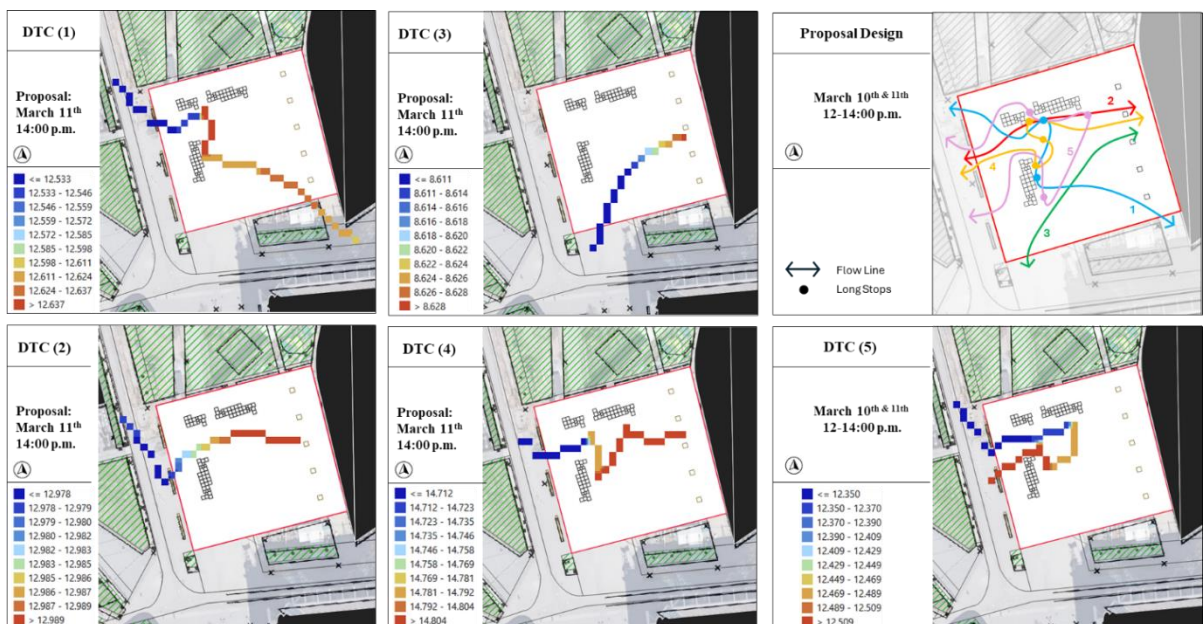 DTC (1)
Proposal:
March 11th
14:00 p.m.
<= 12.533
12.533 - 12.546
12.546 - 12.559
12.559 - 12.572
12.572 - 12.585
12.585 - 12.598
12.598 - 12.611
12.611 - 12.624
12.624 - 12.637
> 12.637
DTC (3)
Proposal:
March 11th
14:00 p.m.
<= 8.611
8.611 - 8.614
8.614 - 8.616
8.616 - 8.618
8.618 - 8.620
8.620 - 8.622
8.622 - 8.624
8.624 - 8.626
8.626 - 8.628
> 8.628
Proposal Design
March 10th & 11th
12-14:00 p.m.
Flow Line
Long Stops
2
4
5
1
3
DTC (2)
Proposal:
March 11th
14:00 p.m.
<= 12.978
12.978 - 12.979
12.979 - 12.980
12.980 - 12.982
12.982 - 12.983
12.983 - 12.985
12.985 - 12.986
12.986 - 12.987
12.987 - 12.989
> 12.989
DTC (4)
Proposal:
March 11th
14:00 p.m.
<= 14.712
14.712 - 14.723
14.723 - 14.735
14.735 - 14.746
14.746 - 14.758
14.758 - 14.769
14.769 - 14.781
14.781 - 14.792
14.792 - 14.804
> 14.804
DTC (5)
March 10th & 11th
12-14:00 p.m.
<= 12.350
12.350 - 12.370
12.370 - 12.390
12.390 - 12.409
12.409 - 12.429
12.429 - 12.449
12.449 - 12.469
12.469 - 12.489
12.489 - 12.509
> 12.509